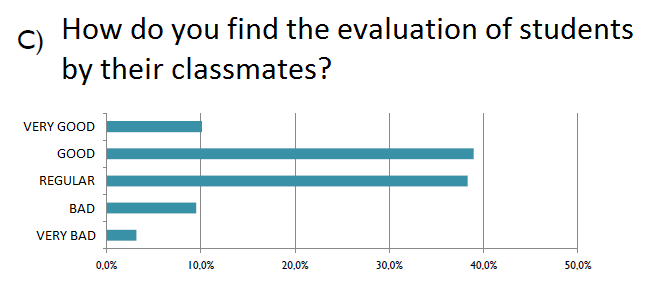 C) How do you find the evaluation of students
by their classmates?
VERY GOOD
GOOD
REGULAR
BAD
VERY BAD
0,0% 10,0% 20,0% 30,0% 40,0% 50,0%